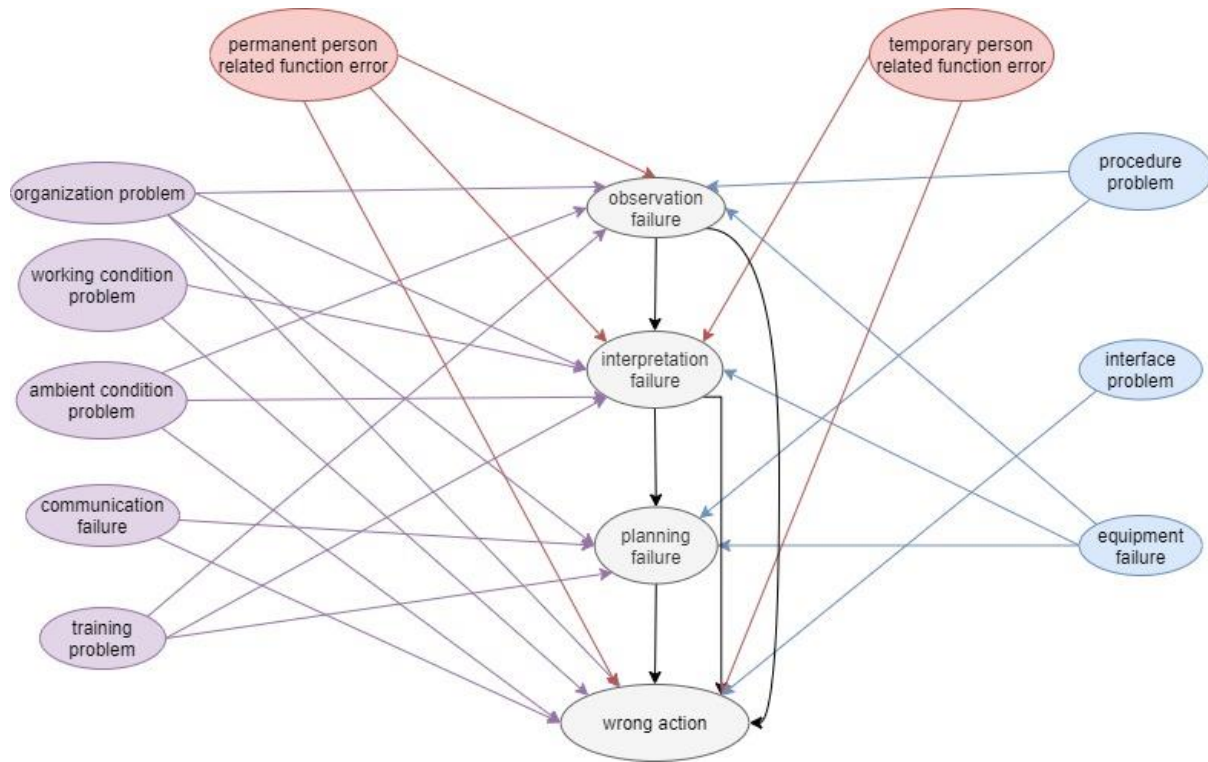 permanent person
related function error
temporary person
related function error
organization problem
observation
failure
procedure
problem
working condition
problem
ambient condition
problem
interpretation
failure
interface
problem
communication
failure
planning
failure
equipment
failure
training
problem
wrong action